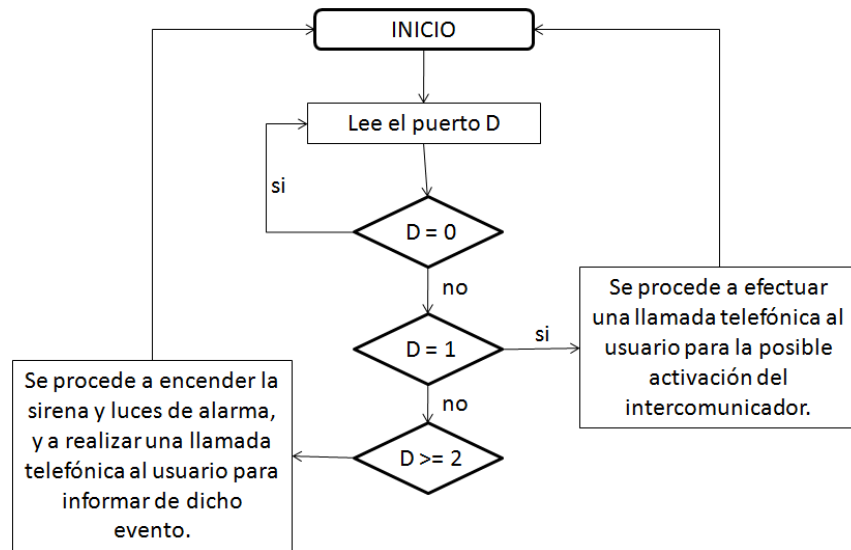 INICIO
Lee el puerto D
si
D = 0
no
D = 1
si
Se procede a efectuar
una llamada telefónica al
usuario para la posible
activación del
intercomunicador.
no
D >= 2
Se procede a encender la
sirena y luces de alarma,
y a realizar una llamada
telefónica al usuario para
informar de dicho
evento.